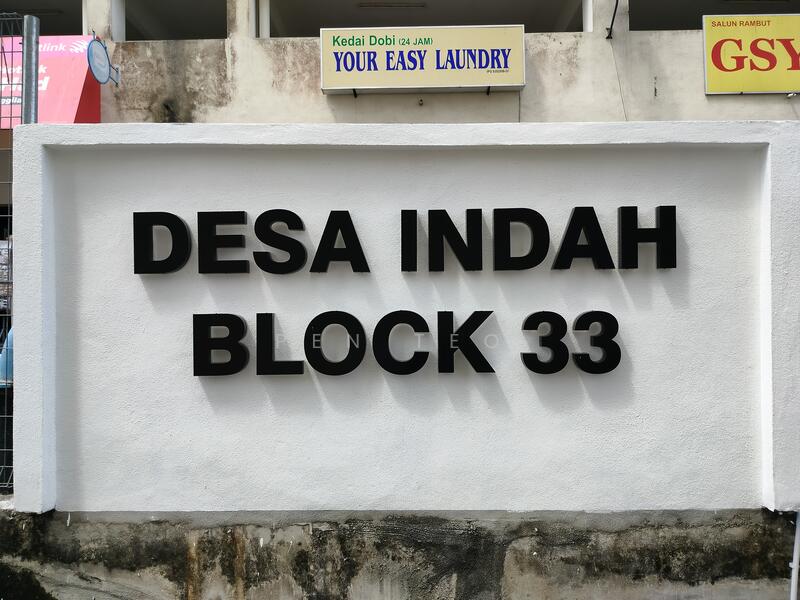 Kedai Dobi (24 JAM)
YOUR EASY LAUNDRY
SALUN RAMBUT
GSY
DESA INDAH
BLOCK 33